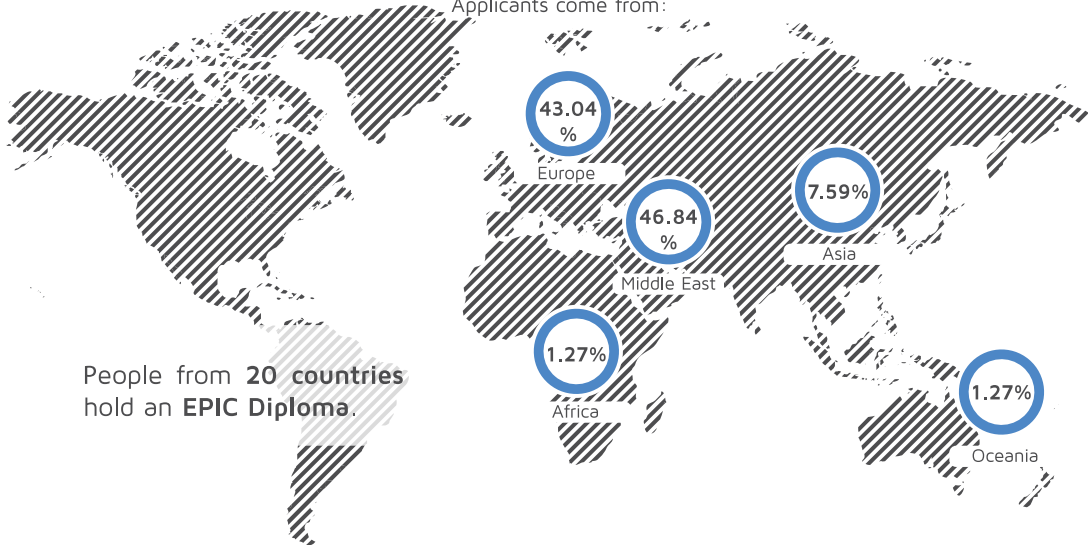 Applicants come from:
43.04
%
Europe
46.84
%
Middle East
7.59%
Asia
1.27%
Africa
1.27%
Oceania
People from 20 countries
hold an EPIC Diploma.